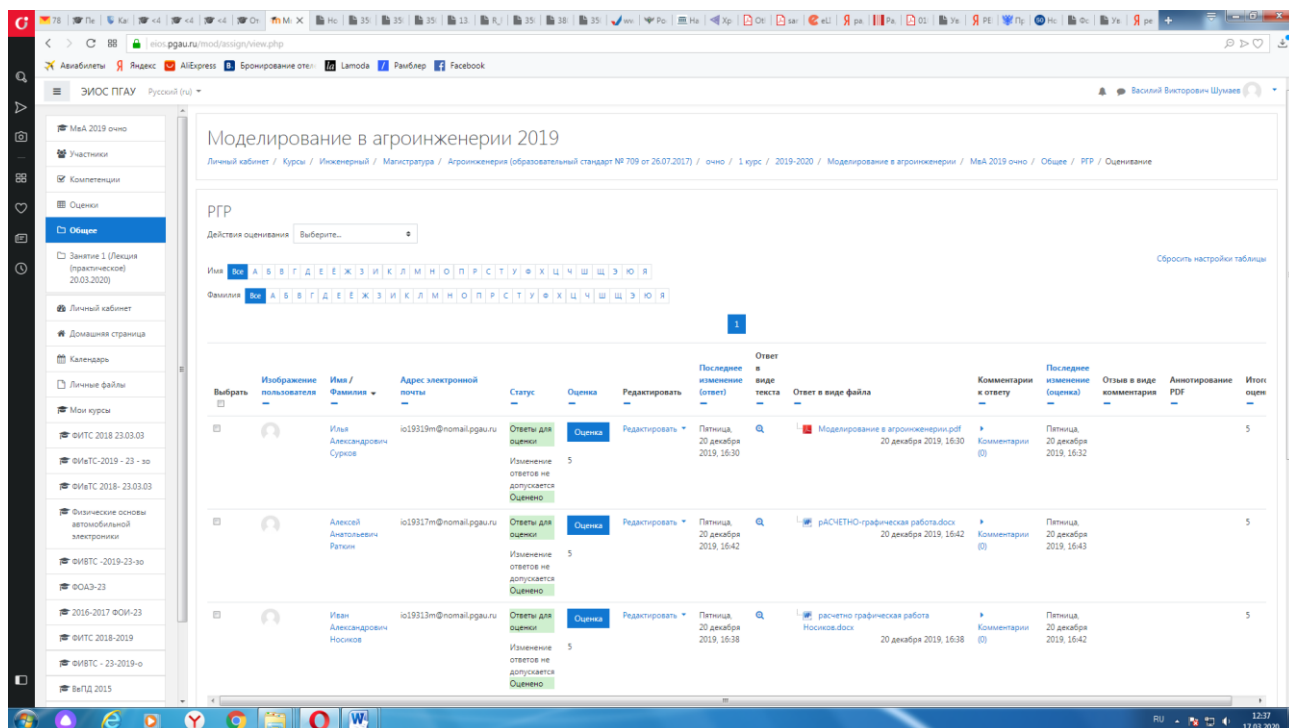 eios.pgau.ru/mod/assign/view.php
Авиабилеты Яндекс AliExpress Бронирование отел Lamoda Рамблер Facebook
ЭИОС ПГАУ Русский (ru)
Василий Викторович Шумаев
МвА 2019 очно
Участники
Компетенции
Оценки
Общее
Занятие 1 (Лекция
(практическое)
20.03.2020)
Личный кабинет
Домашняя страница
Календарь
Личные файлы
Мои курсы
ФИТС 2018 23.03.03
ФИвТС-2019 - 23 - зо
ФИвТС 2018- 23.03.03
Физические основы
автомобильной
электроники
ФИВТС -2019-23-зо
ФОАЭ-23
2016-2017 ФОИ-23
ФИТС 2018-2019
ФИВТС - 23-2019-о
ВвПД 2015
Моделирование в агроинженерии 2019
Личный кабинет / Курсы / Инженерный / Магистратура / Агроинженерия (образовательный стандарт № 709 от 26.07.2017) / очно / 1 курс / 2019-2020 / Моделирование в агроинженерии / МвА 2019 очно / Общее / РГР / Оценивание
РГР
Действия оценивания Выберите...
Сбросить настройки таблицы
Имя Все А Б В Г Д Е Ё Ж З И К Л М Н О П Р С Т У Ф Х Ц Ч Ш Щ Э Ю Я
Фамилия Все А Б В Г Д Е Ё Ж З И К Л М Н О П Р С Т У Ф Х Ц Ч Ш Щ Э Ю Я
1
Выбрать
Изображение
пользователя
Имя /
Фамилия
Адрес электронной
почты
Статус
Оценка
Редактировать
Последнее
изменение
(ответ)
Ответ
в
виде
текста
Ответ в виде файла
Комментарии
к ответу
Последнее
изменение
(оценка)
Отзыв в виде
комментария
Аннотирование
PDF
Итого
оцен
Илья
Александрович
Сурков
io19319m@nomail.pgau.ru
Ответы для
оценки
Изменение
ответов не
допускается
Оценено
Оценка
5
Редактировать
Пятница,
20 декабря
2019, 16:30
Моделирование в агроинженерии.pdf
20 декабря 2019, 16:30
Комментарии
(0)
Пятница,
20 декабря
2019, 16:32
5
Алексей
Анатольевич
Раткин
io19317m@nomail.pgau.ru
Ответы для
оценки
Изменение
ответов не
допускается
Оценено
Оценка
5
Редактировать
Пятница,
20 декабря
2019, 16:42
рАСЧЕТНО-графическая работа.docx
20 декабря 2019, 16:42
Комментарии
(0)
Пятница,
20 декабря
2019, 16:43
5
Иван
Александрович
Носиков
io19313m@nomail.pgau.ru
Ответы для
оценки
Изменение
ответов не
допускается
Оценено
Оценка
5
Редактировать
Пятница,
20 декабря
2019, 16:38
расчетно графическая работа
Носиков.docx
20 декабря 2019, 16:38
Комментарии
(0)
Пятница,
20 декабря
2019, 16:42
5
RU
12:37
17.03.2020